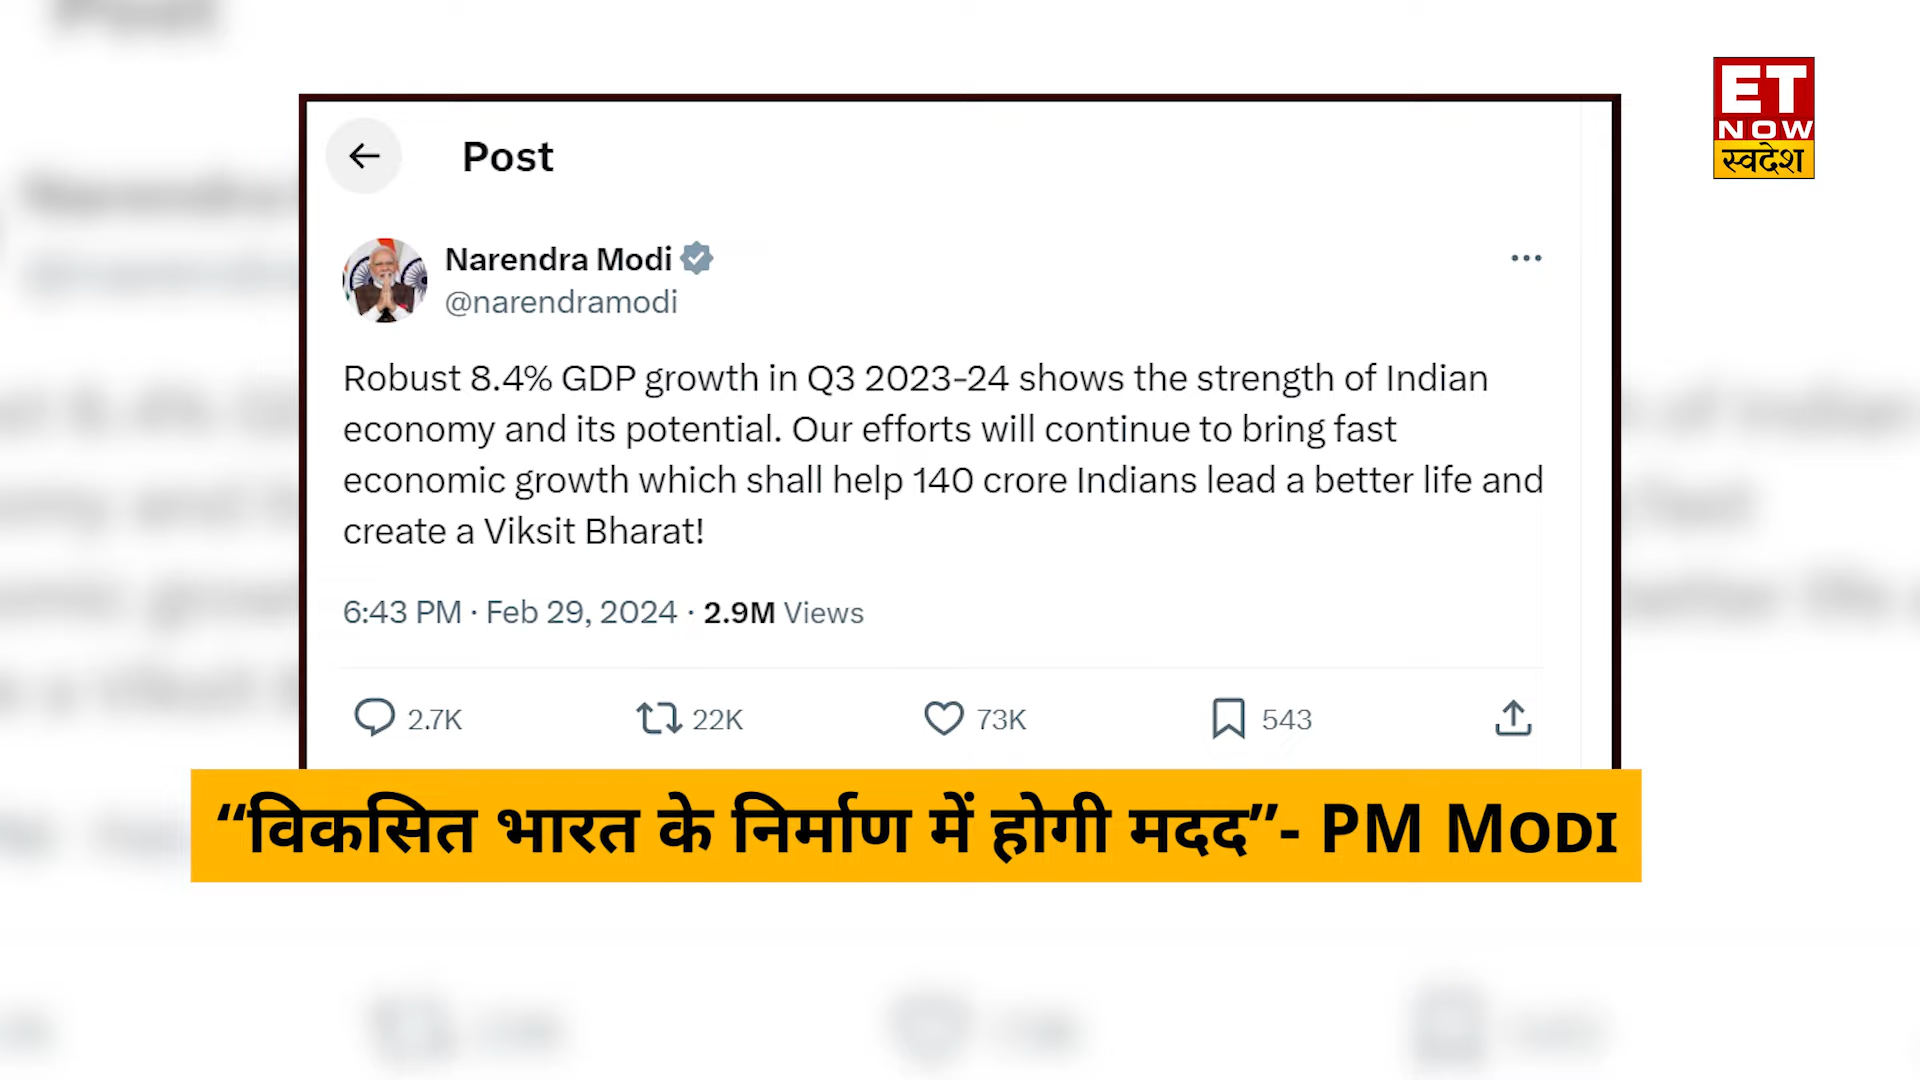 ET
NOW
स्वदेश
Post
Narendra Modi
@narendramodi
Robust 8.4% GDP growth in Q3 2023-24 shows the strength of Indian
economy and its potential. Our efforts will continue to bring fast
economic growth which shall help 140 crore Indians lead a better life and
create a Viksit Bharat!
6:43 PM · Feb 29, 2024 · 2.9M Views
2.7K 22K 73K 543
“विकसित भारत के निर्माण में होगी मदद”- PM Modi